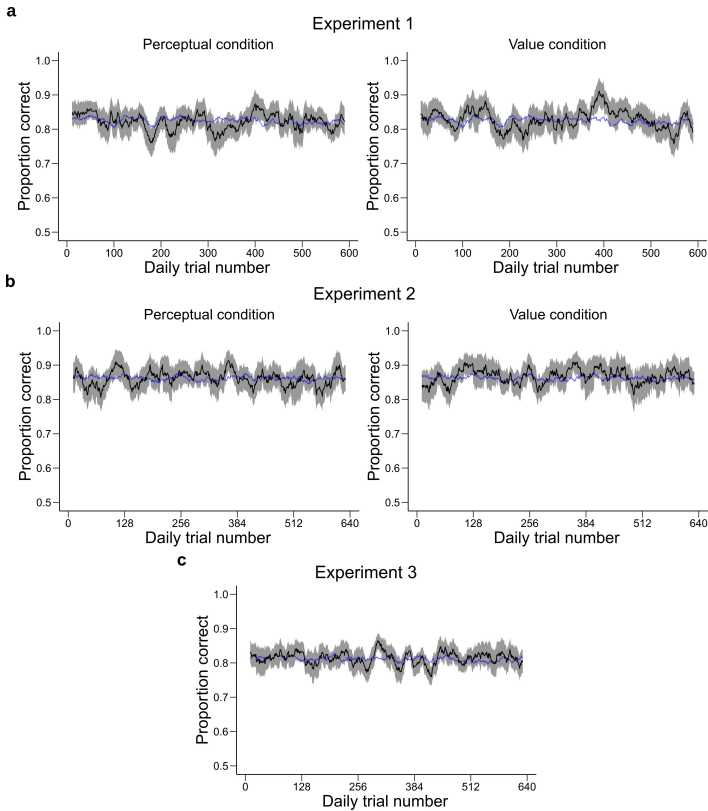 a
Experiment 1
Perceptual condition
Value condition
Proportion correct
1.0
0.9
0.8
0.7
0.6
0.5
0 100 200 300 400 500 600
Daily trial number
Proportion correct
1.0
0.9
0.8
0.7
0.6
0.5
0 100 200 300 400 500 600
Daily trial number
b
Experiment 2
Perceptual condition
Value condition
Proportion correct
1.0
0.9
0.8
0.7
0.6
0.5
0 128 256 384 512 640
Daily trial number
Proportion correct
1.0
0.9
0.8
0.7
0.6
0.5
0 128 256 384 512 640
Daily trial number
c
Experiment 3
Proportion correct
1.0
0.9
0.8
0.7
0.6
0.5
0 128 256 384 512 640
Daily trial number